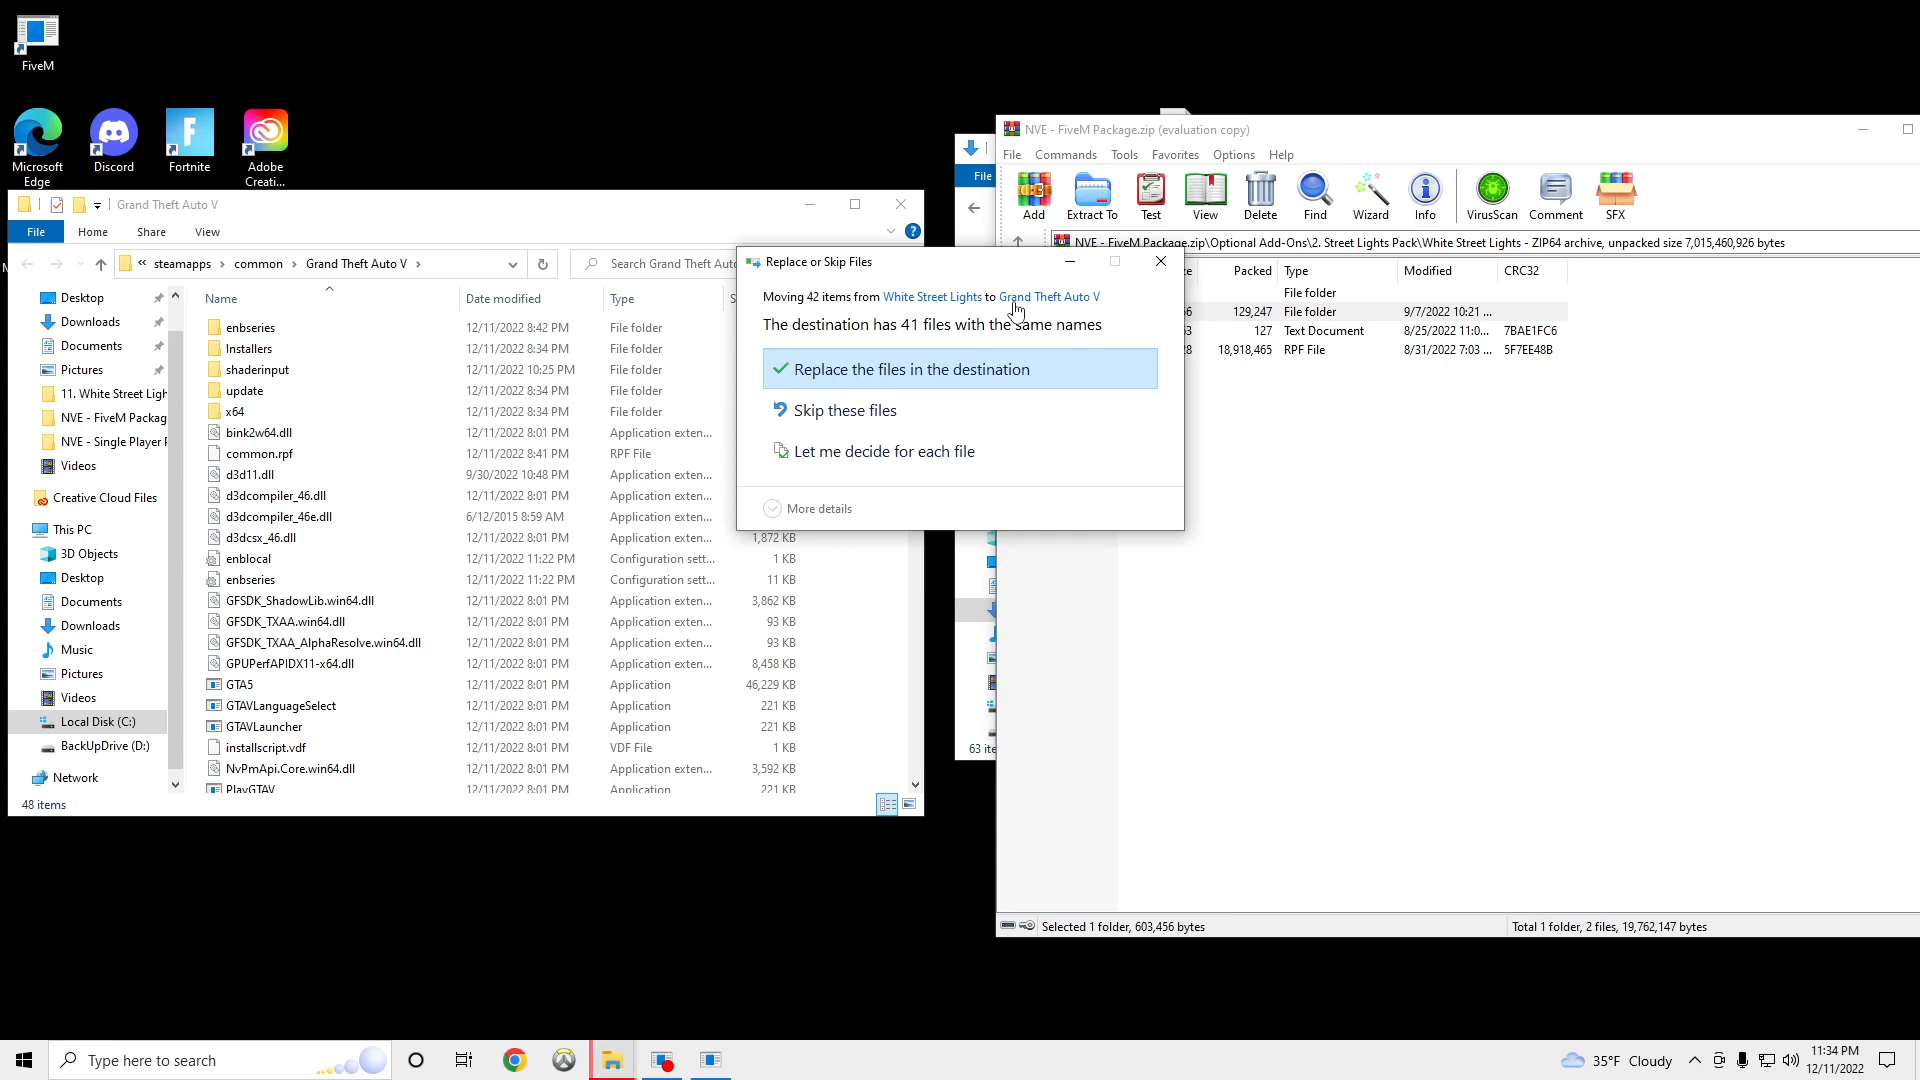 FiveM
Microsoft Edge
Discord
Fortnite
Adobe Creati...
Grand Theft Auto V
File Home Share View
« steamapps › common › Grand Theft Auto V ›
Search Grand Theft Auto
Name Date modified Type
Desktop
Downloads
Documents
Pictures
11. White Street Ligh
NVE - FiveM Packag
NVE - Single Player
Videos
Creative Cloud Files
This PC
3D Objects
Desktop
Documents
Downloads
Music
Pictures
Videos
Local Disk (C:)
BackUpDrive (D:)
Network
enbseries 12/11/2022 8:42 PM File folder
Installers 12/11/2022 8:34 PM File folder
shaderinput 12/11/2022 10:25 PM File folder
update 12/11/2022 8:34 PM File folder
x64 12/11/2022 8:34 PM File folder
bink2w64.dll 12/11/2022 8:01 PM Application exten...
common.rpf 12/11/2022 8:41 PM RPF File
d3d11.dll 9/30/2022 10:48 PM Application exten...
d3dcompiler_46.dll 12/11/2022 8:01 PM Application exten...
d3dcompiler_46e.dll 6/12/2015 8:59 AM Application exten...
d3dcsx_46.dll 12/11/2022 8:01 PM Application exten... 1,872 KB
enblocal 12/11/2022 11:22 PM Configuration sett... 1 KB
enbseries 12/11/2022 11:22 PM Configuration sett... 11 KB
GFSDK_ShadowLib.win64.dll 12/11/2022 8:01 PM Application exten... 3,862 KB
GFSDK_TXAA.win64.dll 12/11/2022 8:01 PM Application exten... 93 KB
GFSDK_TXAA_AlphaResolve.win64.dll 12/11/2022 8:01 PM Application exten... 93 KB
GPUPerfAPIDX11-x64.dll 12/11/2022 8:01 PM Application exten... 8,458 KB
GTA5 12/11/2022 8:01 PM Application 46,229 KB
GTAVLanguageSelect 12/11/2022 8:01 PM Application 221 KB
GTAVLauncher 12/11/2022 8:01 PM Application 221 KB
installscript.vdf 12/11/2022 8:01 PM VDF File 1 KB
NvPmApi.Core.win64.dll 12/11/2022 8:01 PM Application exten... 3,592 KB
PlayGTAV 12/11/2022 8:01 PM Application 221 KB
48 items
Replace or Skip Files
Moving 42 items from White Street Lights to Grand Theft Auto V
The destination has 41 files with the same names
Replace the files in the destination
Skip these files
Let me decide for each file
More details
File
63 ite
NVE - FiveM Package.zip (evaluation copy)
File Commands Tools Favorites Options Help
Add Extract To Test View Delete Find Wizard Info VirusScan Comment SFX
NVE - FiveM Package.zip\Optional Add-Ons\2. Street Lights Pack\White Street Lights - ZIP64 archive, unpacked size 7,015,460,926 bytes
Packed Type Modified CRC32
File folder
129,247 File folder 9/7/2022 10:21 ...
127 Text Document 8/25/2022 11:0... 7BAE1FC6
18,918,465 RPF File 8/31/2022 7:03 ... 5F7EE48B
Selected 1 folder, 603,456 bytes
Total 1 folder, 2 files, 19,762,147 bytes
Type here to search
35°F Cloudy
11:34 PM
12/11/2022